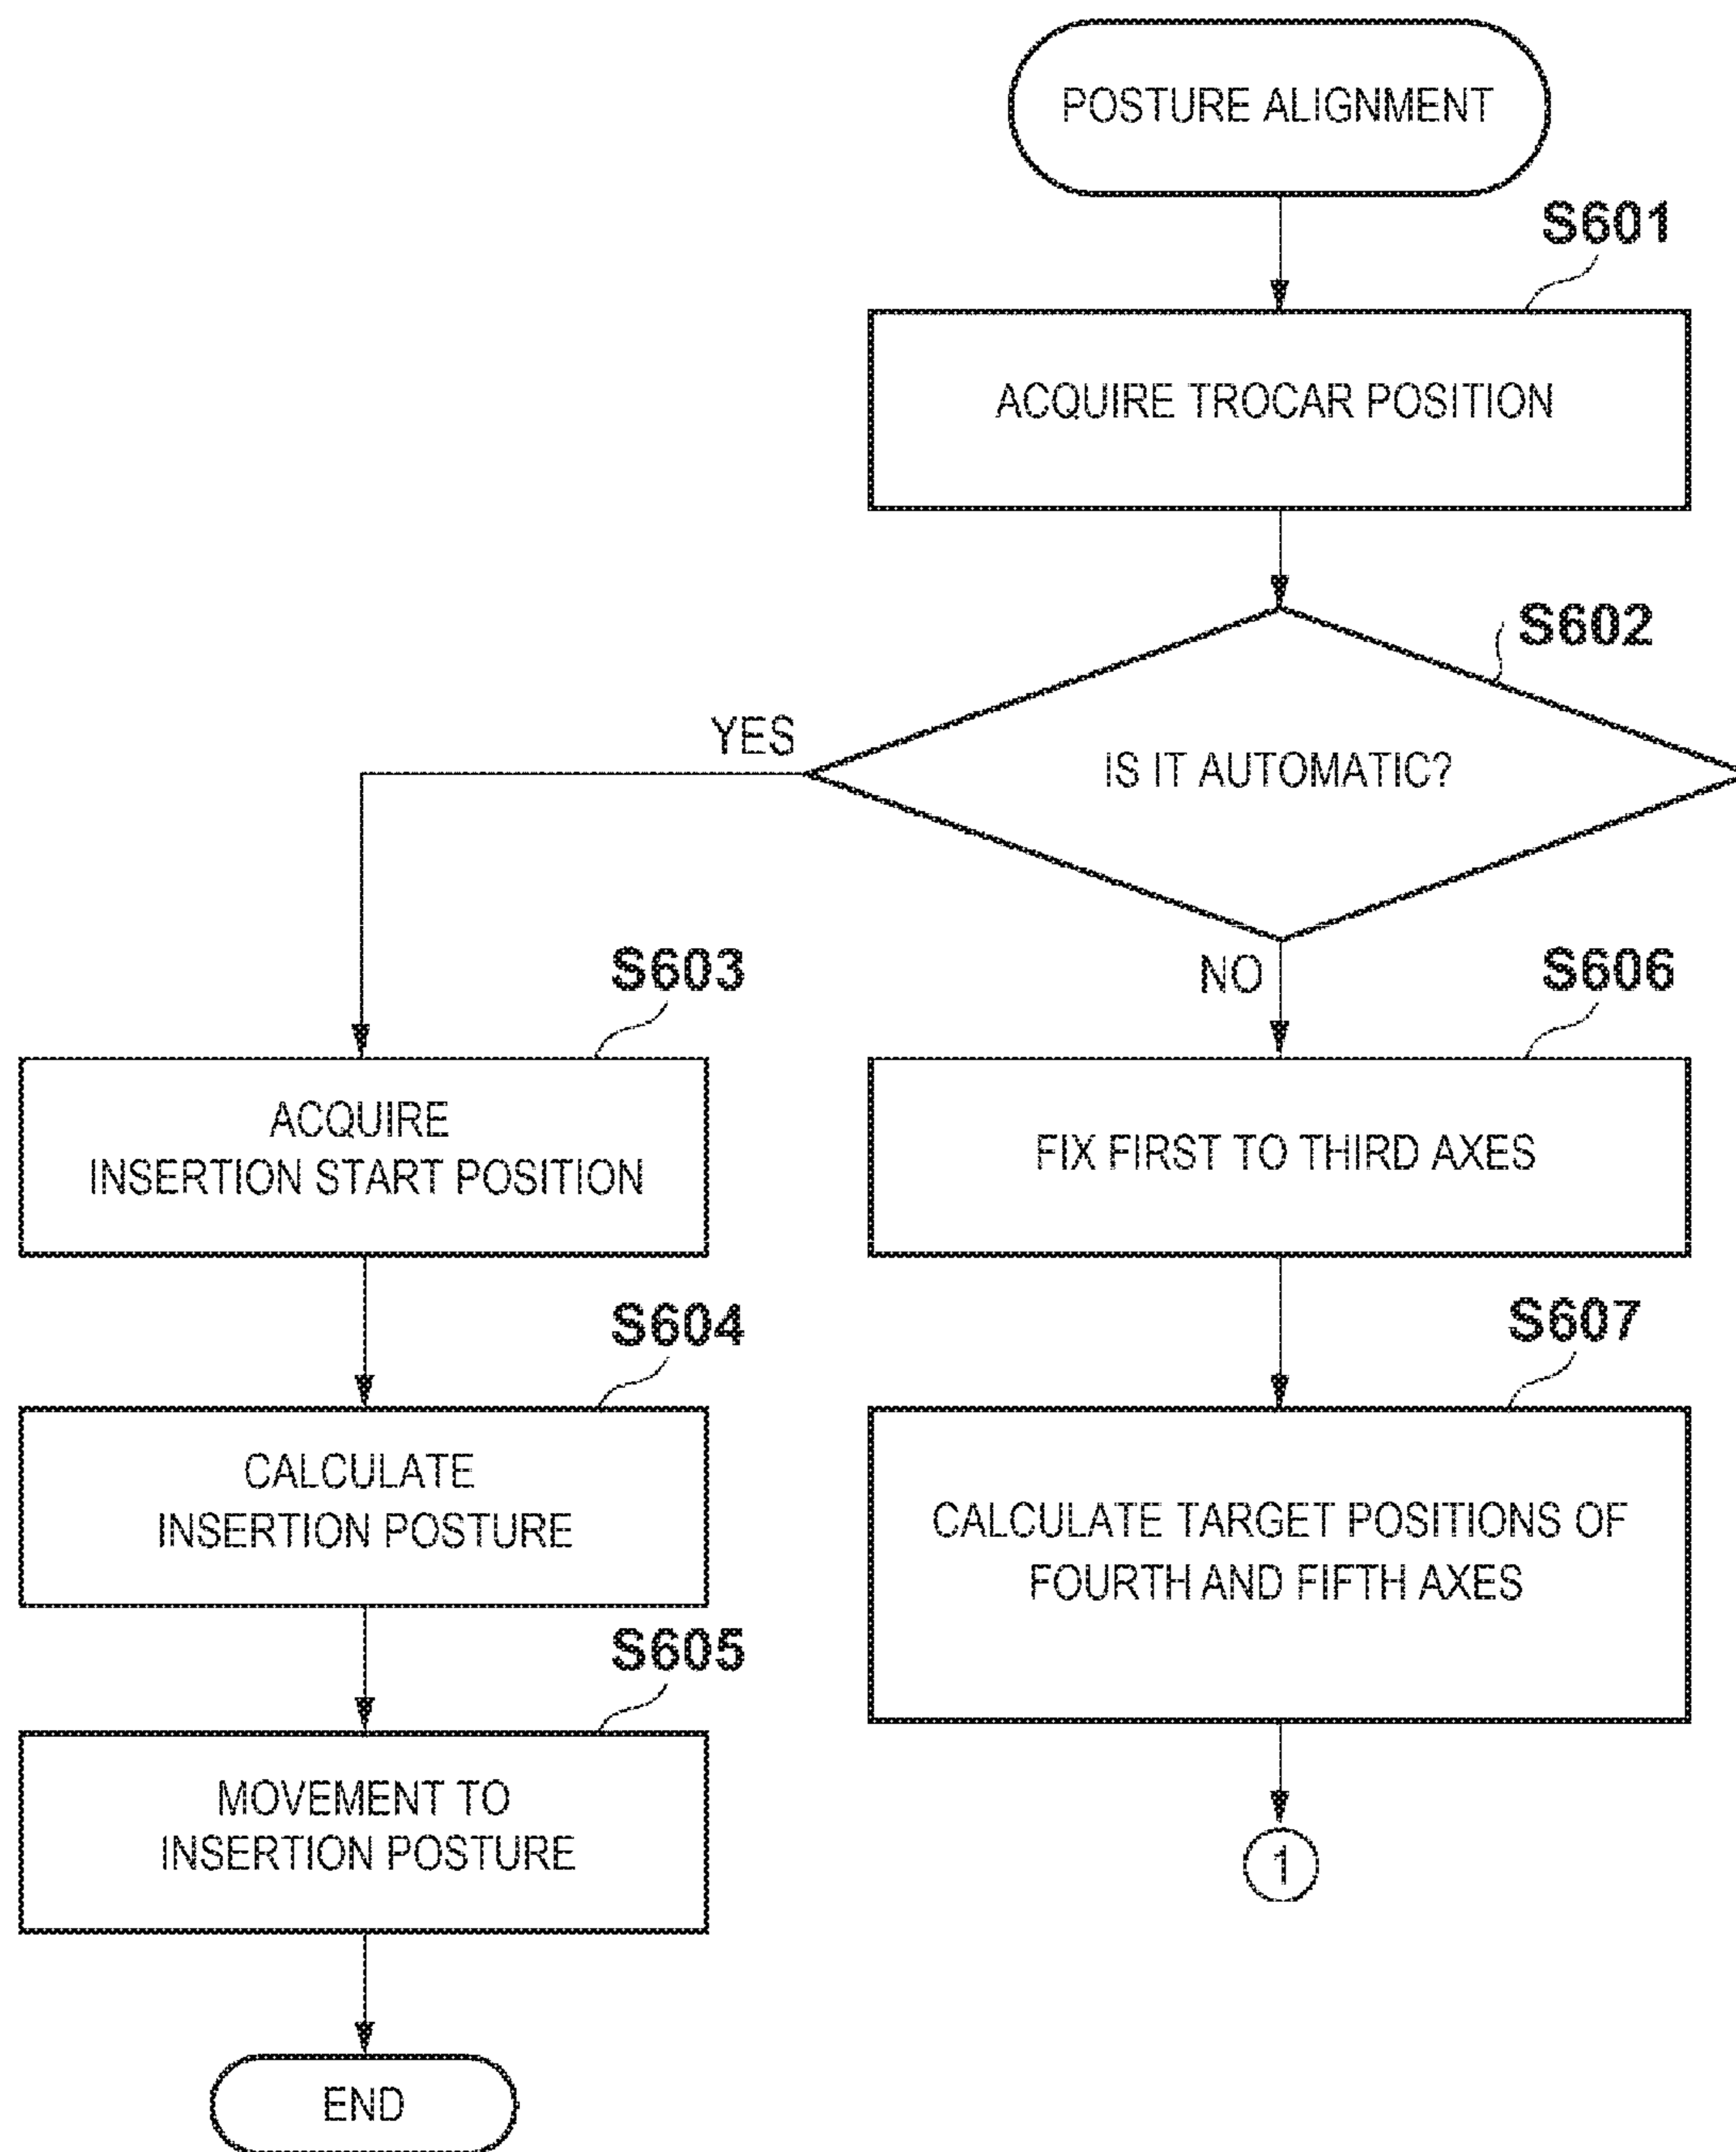 POSTURE ALIGNMENT
S601
ACQUIRE TROCAR POSITION
S602
IS IT AUTOMATIC?
YES
NO
S603
ACQUIRE
INSERTION START POSITION
S604
CALCULATE
INSERTION POSTURE
S605
MOVEMENT TO
INSERTION POSTURE
END
S606
FIX FIRST TO THIRD AXES
S607
CALCULATE TARGET POSITIONS OF
FOURTH AND FIFTH AXES
1